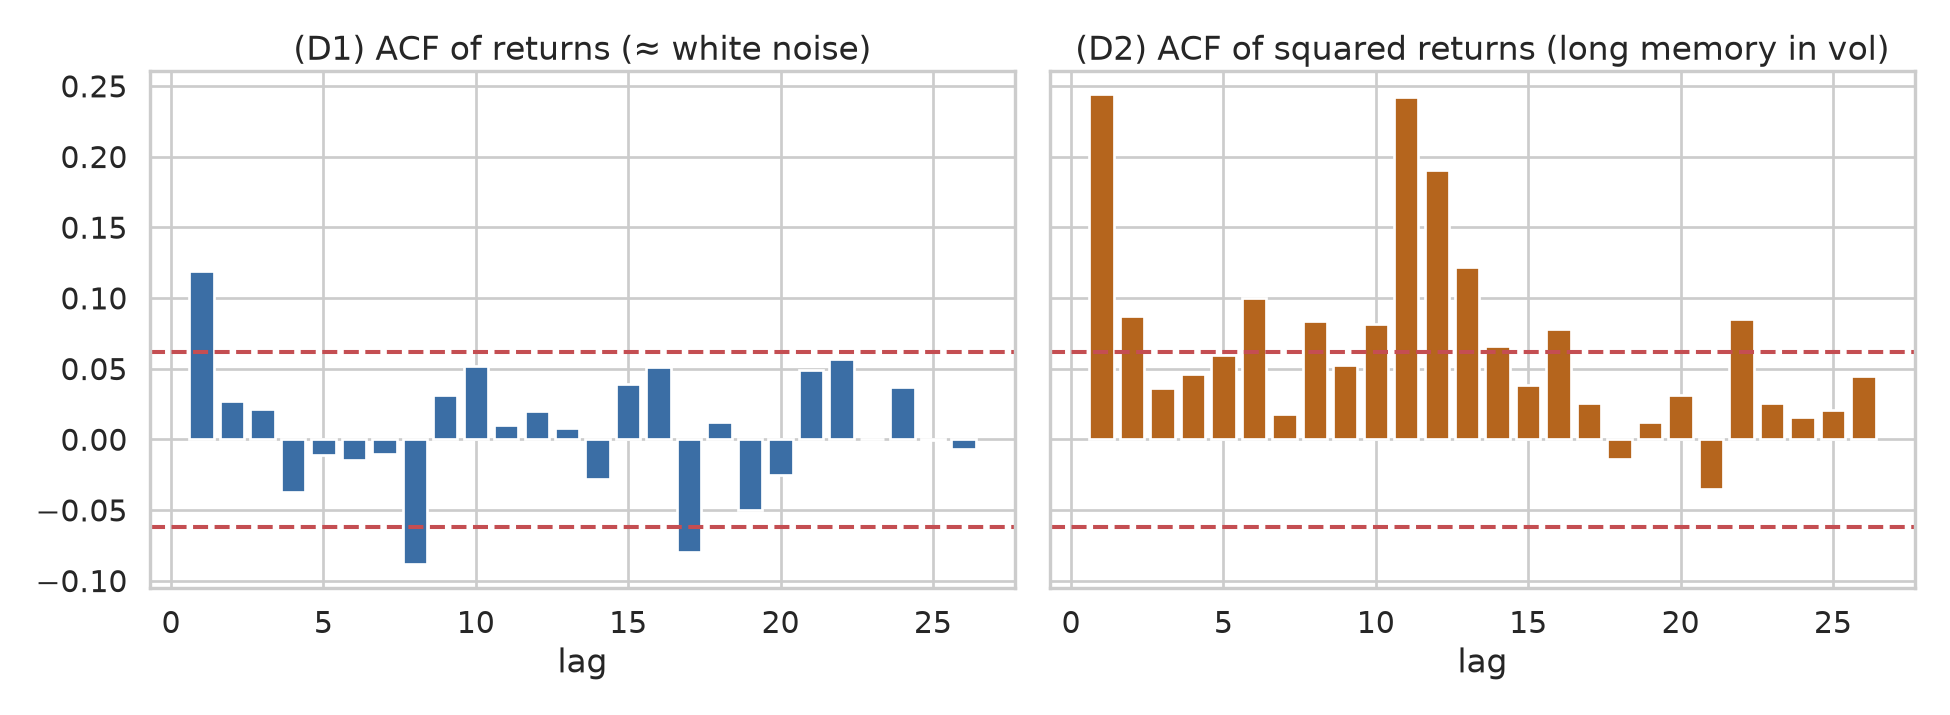 (D1) ACF of returns (≈ white noise)
(D2) ACF of squared returns (long memory in vol)
0.25
0.20
0.15
0.10
0.05
0.00
−0.05
−0.10
0 5 10 15 20 25
0 5 10 15 20 25
lag
lag